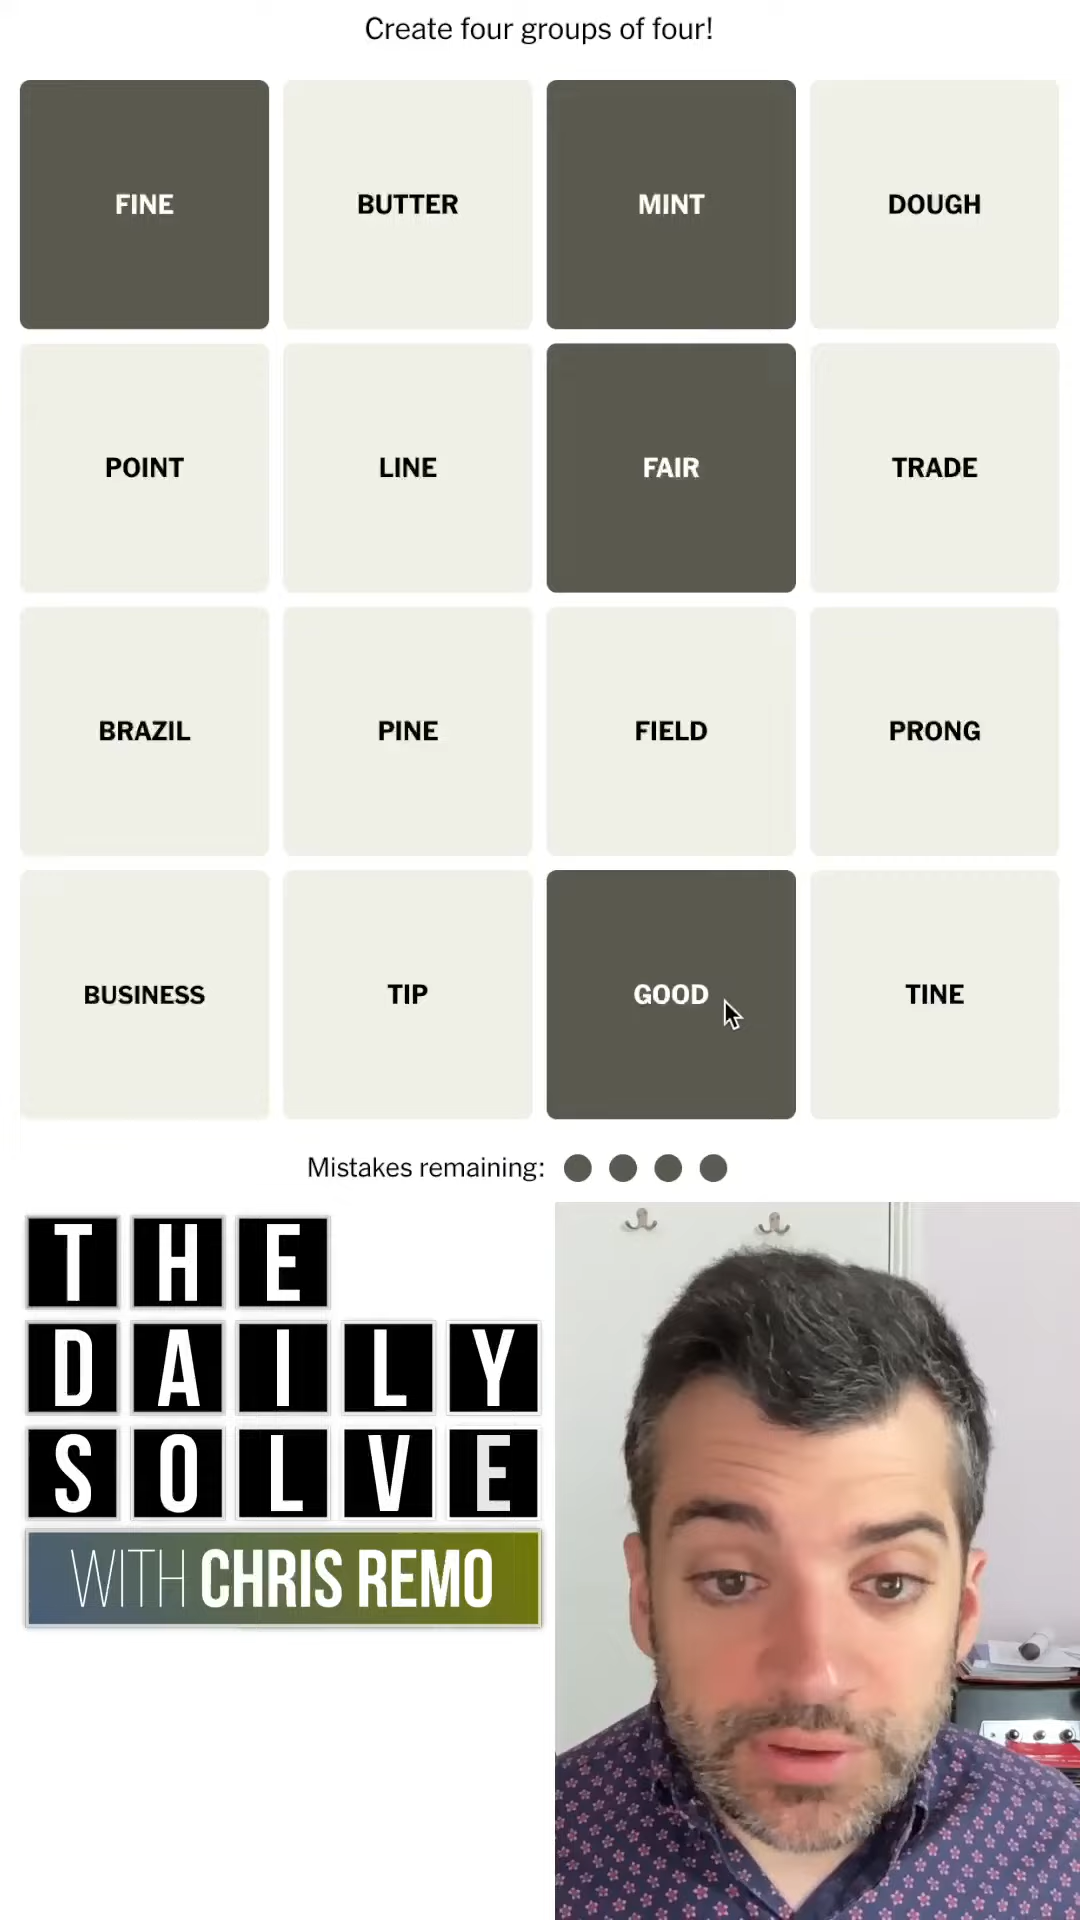 Create four groups of four!
FINE BUTTER MINT DOUGH
POINT LINE FAIR TRADE
BRAZIL PINE FIELD PRONG
BUSINESS TIP GOOD TINE
Mistakes remaining:
THE
DAILY
SOLVE
WITH CHRIS REMO